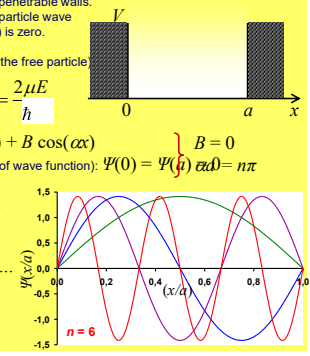 penetrable walls.
particle wave
) is zero.
V
the free particle)
= 2μE
ħ
0 a x
) + B cos(αx)
B = 0
of wave function): Ψ(0) = Ψ(a) = 0
αa = nπ
1,5
1,0
0,5
0,0
-0,5
-1,0
-1,5
Ψ(x/a)
0,0 0,2 0,4 0,6 0,8 1,0
(x/a)
n = 6
...